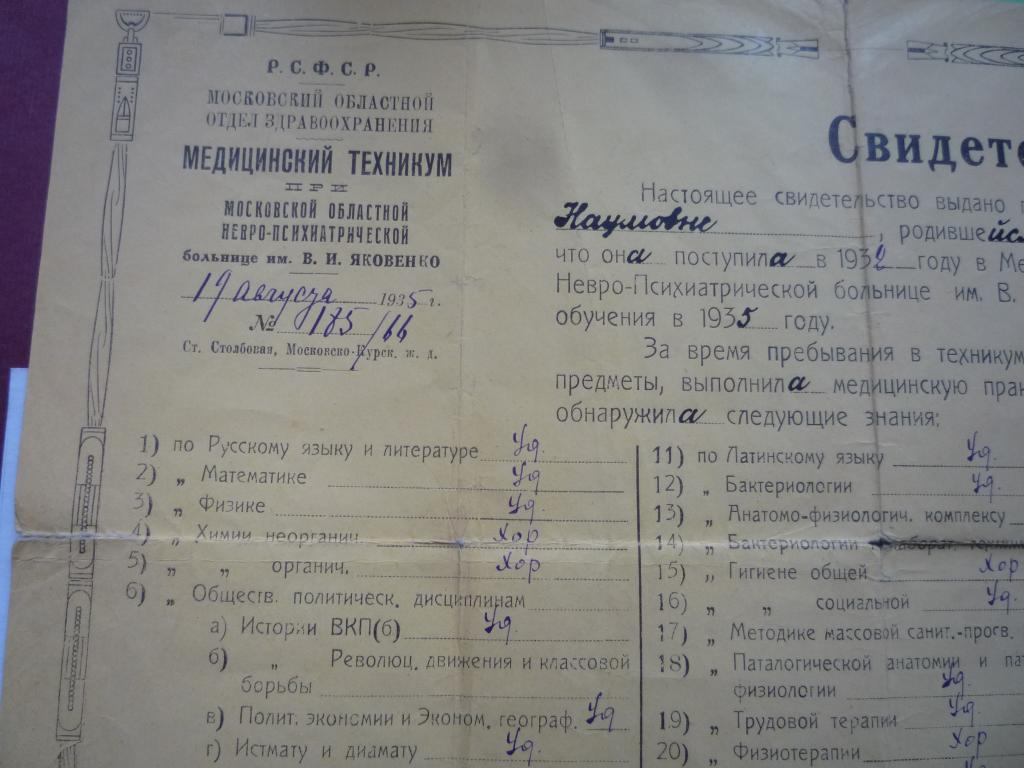 Р. С. Ф. С. Р.
МОСКОВСКИЙ ОБЛАСТНОЙ
ОТДЕЛ ЗДРАВООХРАНЕНИЯ
МЕДИЦИНСКИЙ ТЕХНИКУМ
ПРИ
МОСКОВСКОЙ ОБЛАСТНОЙ
НЕВРО-ПСИХИАТРИЧЕСКОЙ
больнице им. В. И. ЯКОВЕНКО
19 августа 1935 г.
№ 185/66
Ст. Столбовая, Московско-Курск. ж. д.
Свидете
Настоящее свидетельство выдано
Наумовне, родившейс
что она поступила в 1932 году в Ме
Невро-Психиатрической больнице им. В.
обучения в 1935 году.
За время пребывания в техникум
предметы, выполнила медицинскую пра
обнаружила следующие знания:
1) по Русскому языку и литературе Уд.
2) „ Математике Уд
3) „ Физике Уд
4) „ Химии неорганич. Хор
5) „ „ органич. Хор
6) „ Обществ. политическ. дисциплинам
а) Истории ВКП(б) Уд.
б) „ Революц. движения и классовой
борьбы
в) Полит. экономии и Эконом. географ. Уд
г) Истмату и диамату Уд.
11) по Латинскому языку Уд.
12) „ Бактериологии Уд.
13) „ Анатомо-физиологич. комплексу
14) „ Бактериологии лаборат.
15) „ Гигиене общей Хор
16) „ „ социальной Уд.
17) „ Методике массовой санит.-просв.
18) „ Паталогической анатомии и па
физиологии Уд.
19) „ Трудовой терапии Уд.
20) „ Физиотерапии Хор